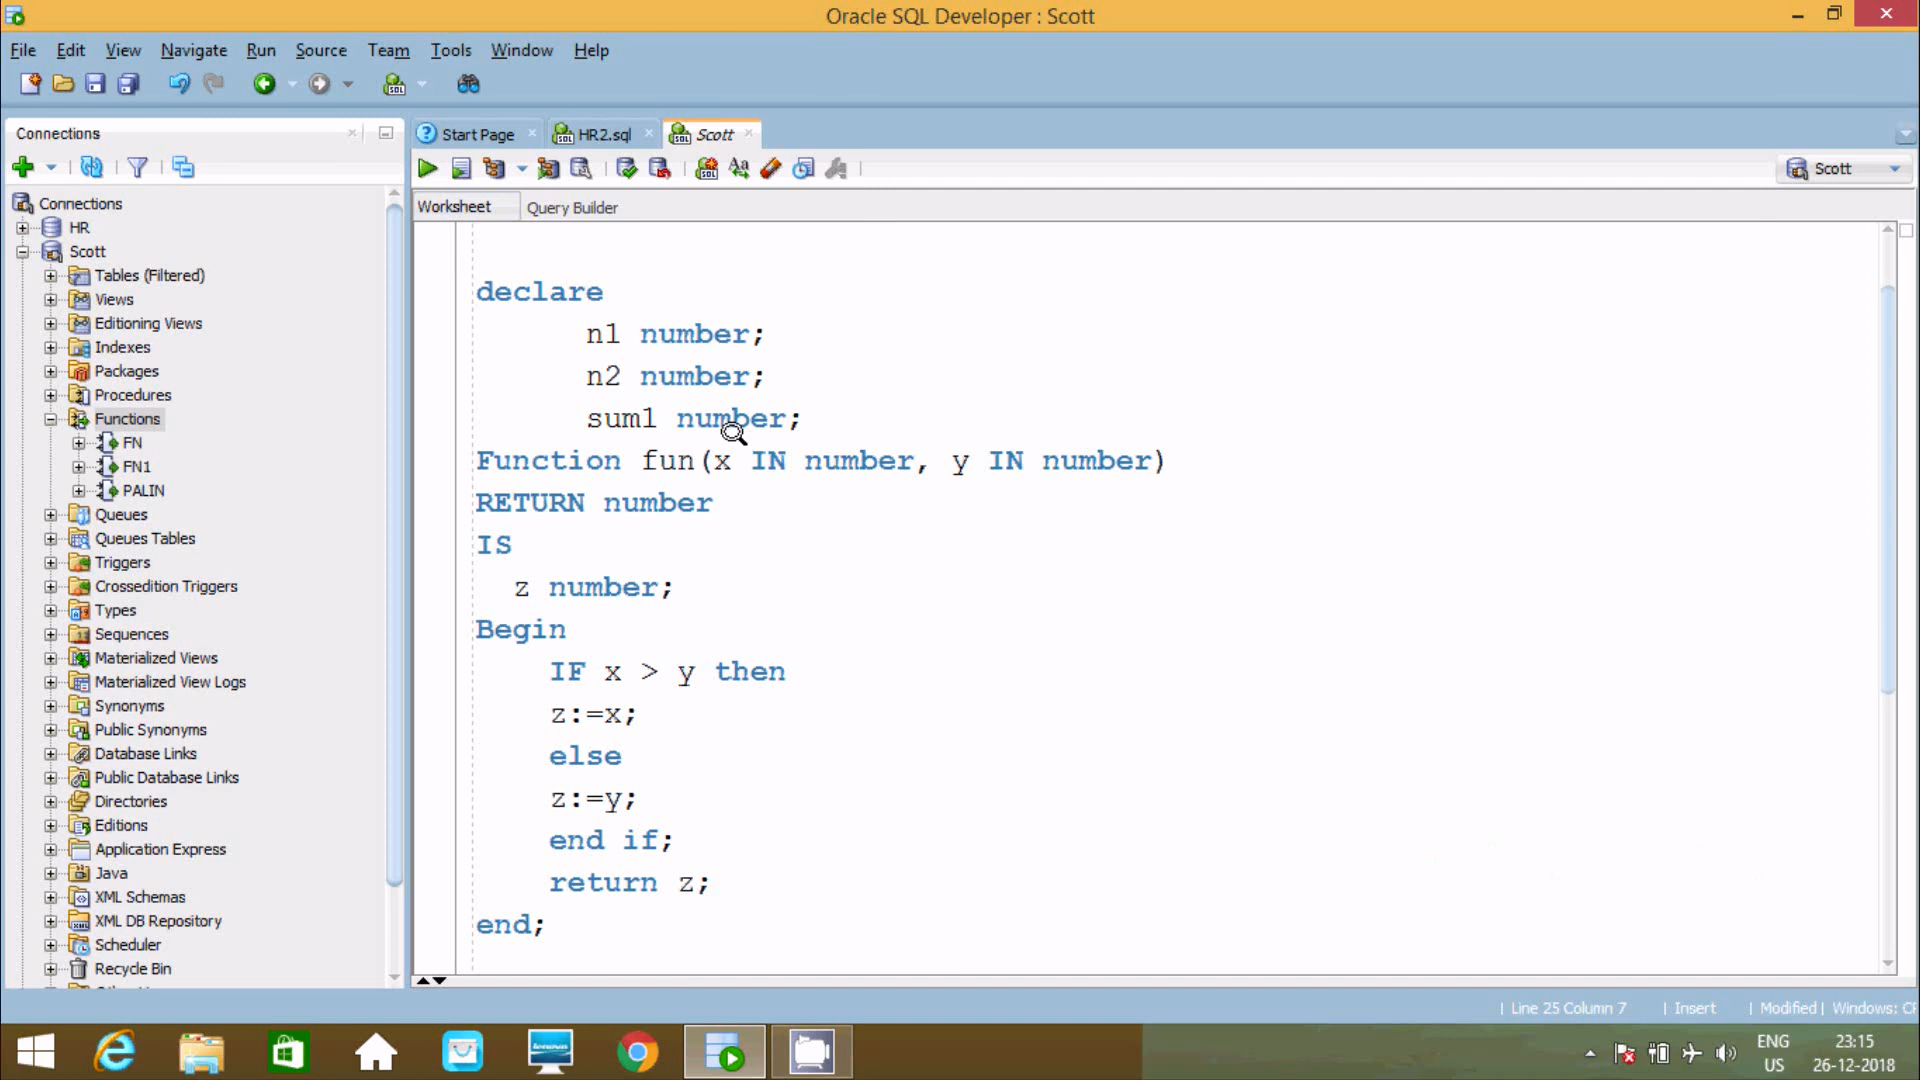 Oracle SQL Developer : Scott
File Edit View Navigate Run Source Team Tools Window Help
Connections
Start Page
HR2.sql
Scott
Scott
Worksheet
Query Builder
Connections
HR
Scott
Tables (Filtered)
Views
Editioning Views
Indexes
Packages
Procedures
Functions
FN
FN1
PALIN
Queues
Queues Tables
Triggers
Crossedition Triggers
Types
Sequences
Materialized Views
Materialized View Logs
Synonyms
Public Synonyms
Database Links
Public Database Links
Directories
Editions
Application Express
Java
XML Schemas
XML DB Repository
Scheduler
Recycle Bin
declare
n1 number;
n2 number;
sum1 number;
Function fun(x IN number, y IN number)
RETURN number
IS
z number;
Begin
IF x > y then
z:=x;
else
z:=y;
end if;
return z;
end;
| Line 25 Column 7 | Insert | Modified | Windows: CR
ENG
US
23:15
26-12-2018